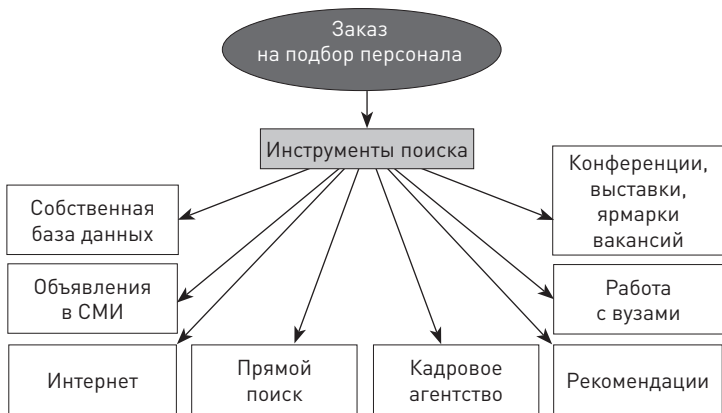 Заказ
на подбор персонала
Инструменты поиска
Собственная
база данных
Конференции,
выставки,
ярмарки
вакансий
Объявления
в СМИ
Работа
с вузами
Интернет
Прямой
поиск
Кадровое
агентство
Рекомендации